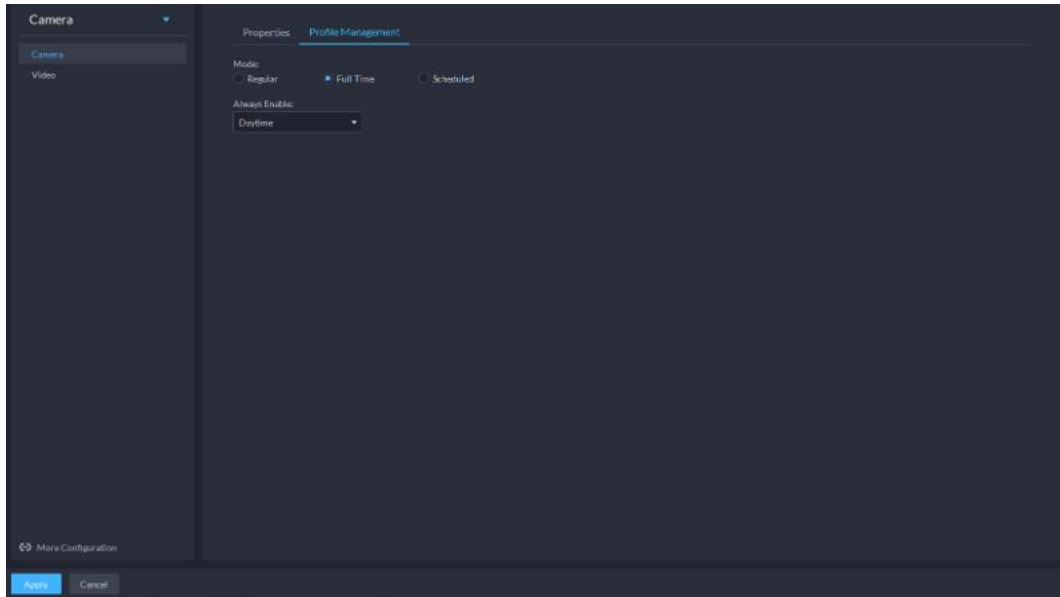 Camera
Properties Profile Management
Camera
Mode:
Regular Full Time Scheduled
Video
Always Enable:
Daytime
More Configuration
Apply Cancel